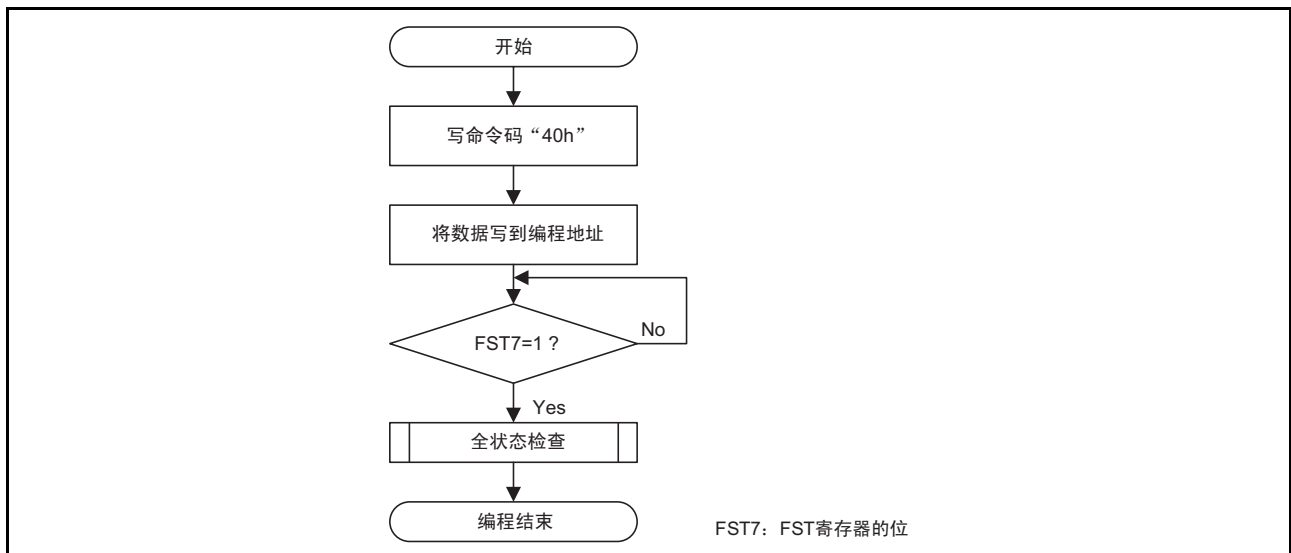 开始
写命令码“40h”
将数据写到编程地址
FST7=1 ?
No
Yes
全状态检查
编程结束
FST7：FST寄存器的位